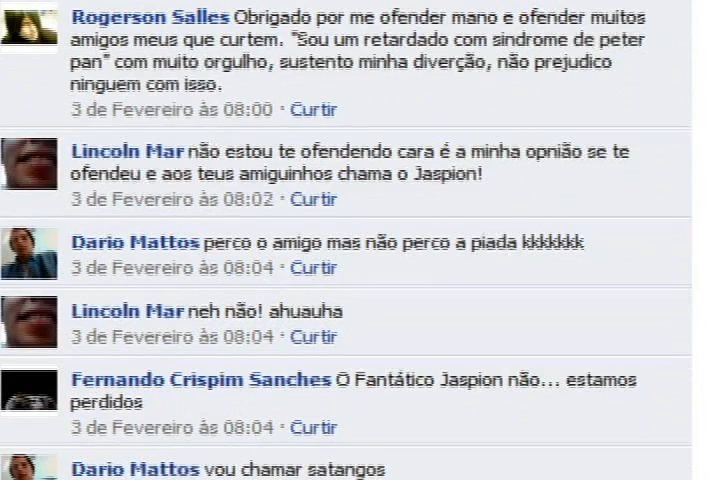 Rogerson Salles Obrigado por me ofender mano e ofender muitos
amigos meus que curtem. "Sou um retardado com sindrome de peter
pan" com muito orgulho, sustento minha diverção, não prejudico
ninguem com isso.
3 de Fevereiro às 08:00 · Curtir
Lincoln Mar não estou te ofendendo cara é a minha opnião se te
ofendeu e aos teus amiguinhos chama o Jaspion!
3 de Fevereiro às 08:02 · Curtir
Dario Mattos perco o amigo mas não perco a piada kkkkkkk
3 de Fevereiro às 08:04 · Curtir
Lincoln Mar neh não! ahuauha
3 de Fevereiro às 08:04 · Curtir
Fernando Crispim Sanches O Fantático Jaspion não... estamos
perdidos
3 de Fevereiro às 08:04 · Curtir
Dario Mattos vou chamar satangos